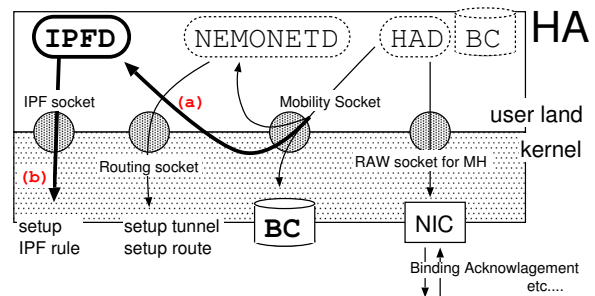 HA
IPFD
NEMONETD
HAD
BC
IPF socket
(a)
Mobility Socket
user land
kernel
(b)
Routing socket
RAW socket for MH
setup
IPF rule
setup tunnel
setup route
BC
NIC
Binding Acknowlagement
etc....